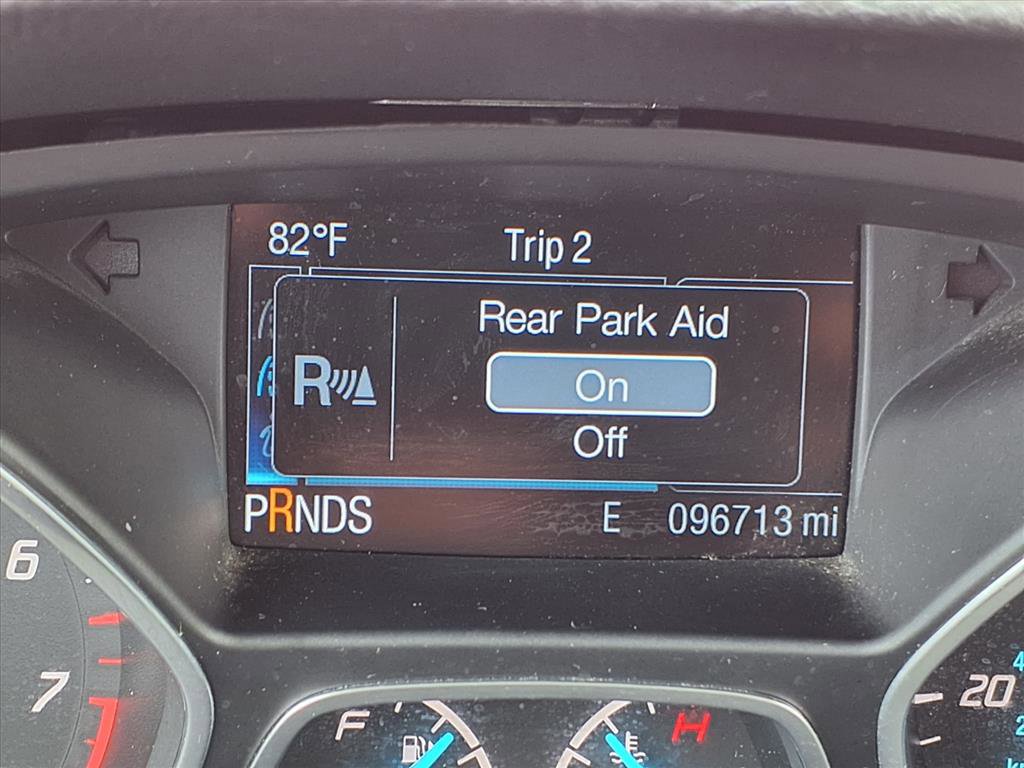 82°F Trip 2
Rear Park Aid
R
On
Off
PRNDS E 096713 mi
6
7
F H
20